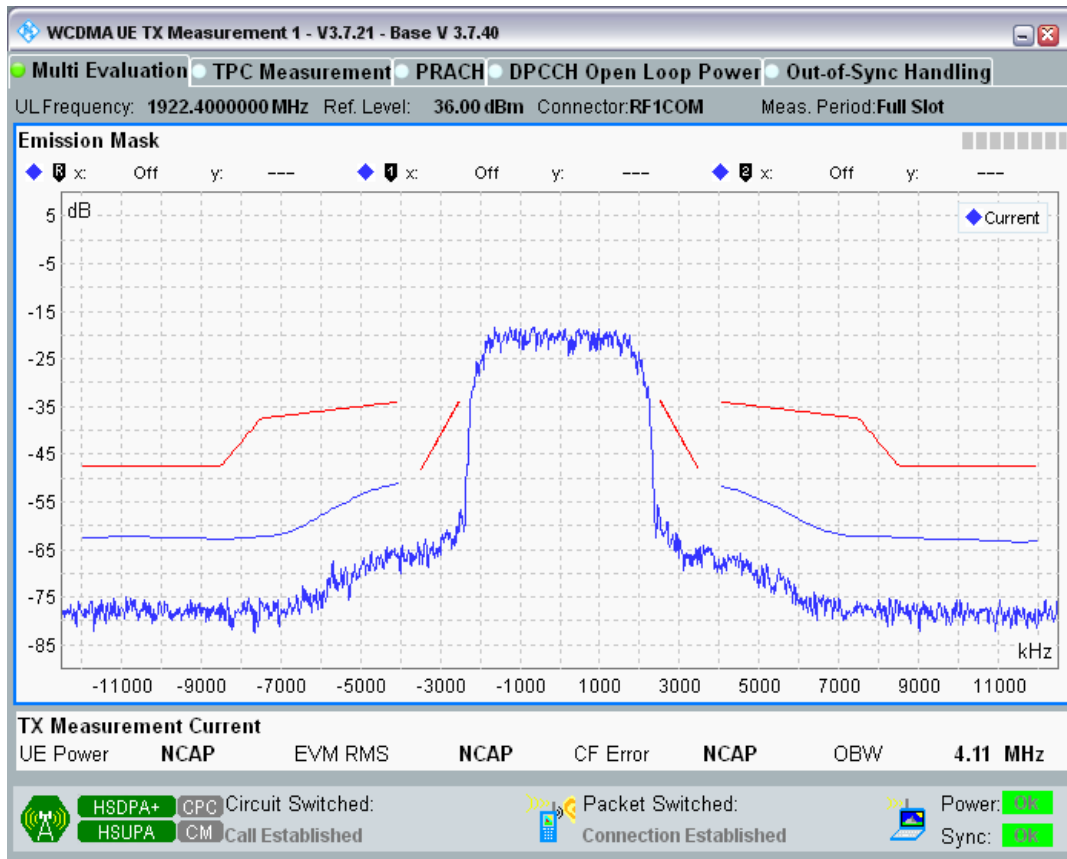 WCDMA UE TX Measurement 1 - V3.7.21 - Base V 3.7.40
Multi Evaluation TPC Measurement PRACH DPCCH Open Loop Power Out-of-Sync Handling
UL Frequency: 1922.4000000 MHz Ref. Level: 36.00 dBm Connector: RF1COM Meas. Period: Full Slot
Emission Mask
R x: Off y: --- 1 x: Off y: --- 2 x: Off y: ---
dB
Current
5
-5
-15
-25
-35
-45
-55
-65
-75
-85
kHz
-11000 -9000 -7000 -5000 -3000 -1000 1000 3000 5000 7000 9000 11000
TX Measurement Current
UE Power NCAP EVM RMS NCAP CF Error NCAP OBW 4.11 MHz
HSDPA+ CPC Circuit Switched: Packet Switched: Power: Ok
HSUPA CM Call Established Connection Established Sync: Ok